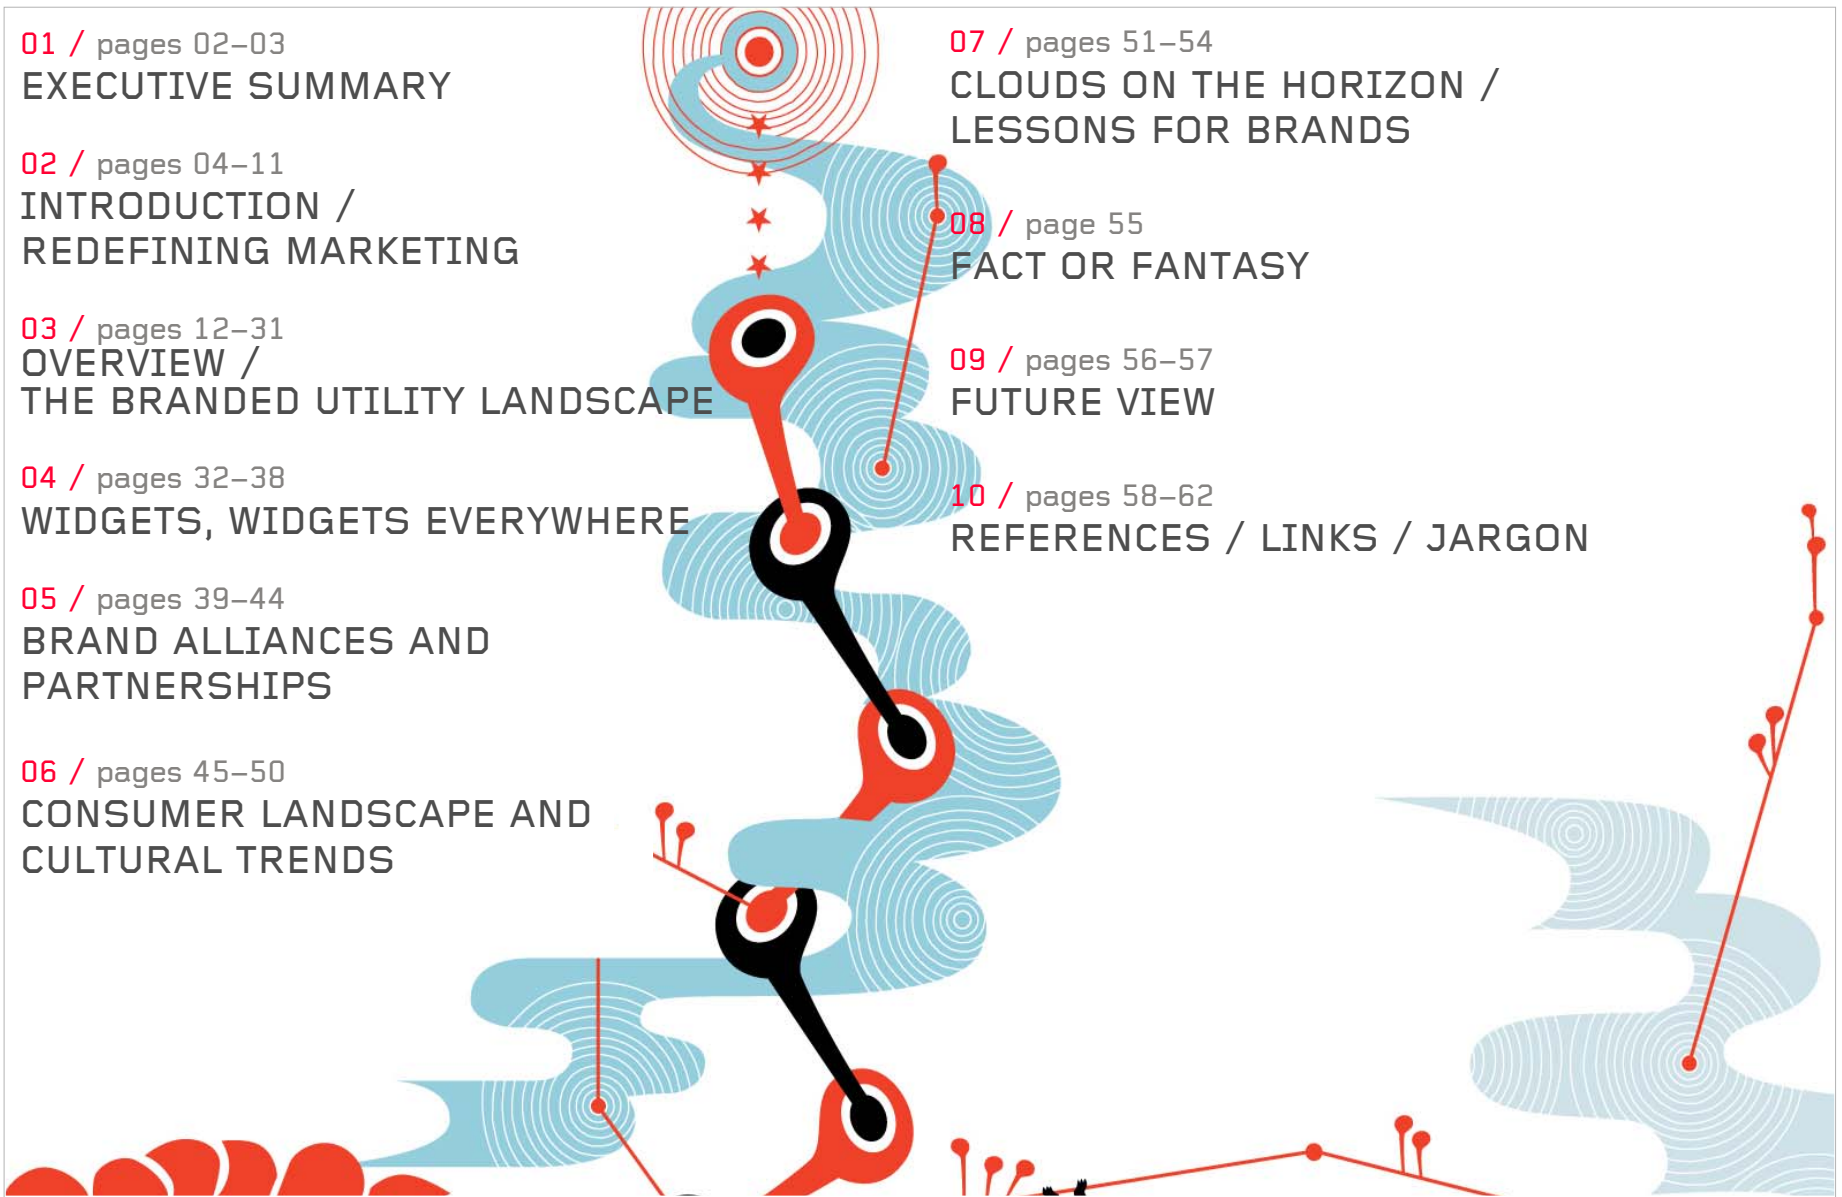 01 / pages 02–03
EXECUTIVE SUMMARY
02 / pages 04–11
INTRODUCTION /
REDEFINING MARKETING
03 / pages 12–31
OVERVIEW /
THE BRANDED UTILITY LANDSCAPE
04 / pages 32–38
WIDGETS, WIDGETS EVERYWHERE
05 / pages 39–44
BRAND ALLIANCES AND
PARTNERSHIPS
06 / pages 45–50
CONSUMER LANDSCAPE AND
CULTURAL TRENDS
07 / pages 51–54
CLOUDS ON THE HORIZON /
LESSONS FOR BRANDS
08 / page 55
FACT OR FANTASY
09 / pages 56–57
FUTURE VIEW
10 / pages 58–62
REFERENCES / LINKS / JARGON